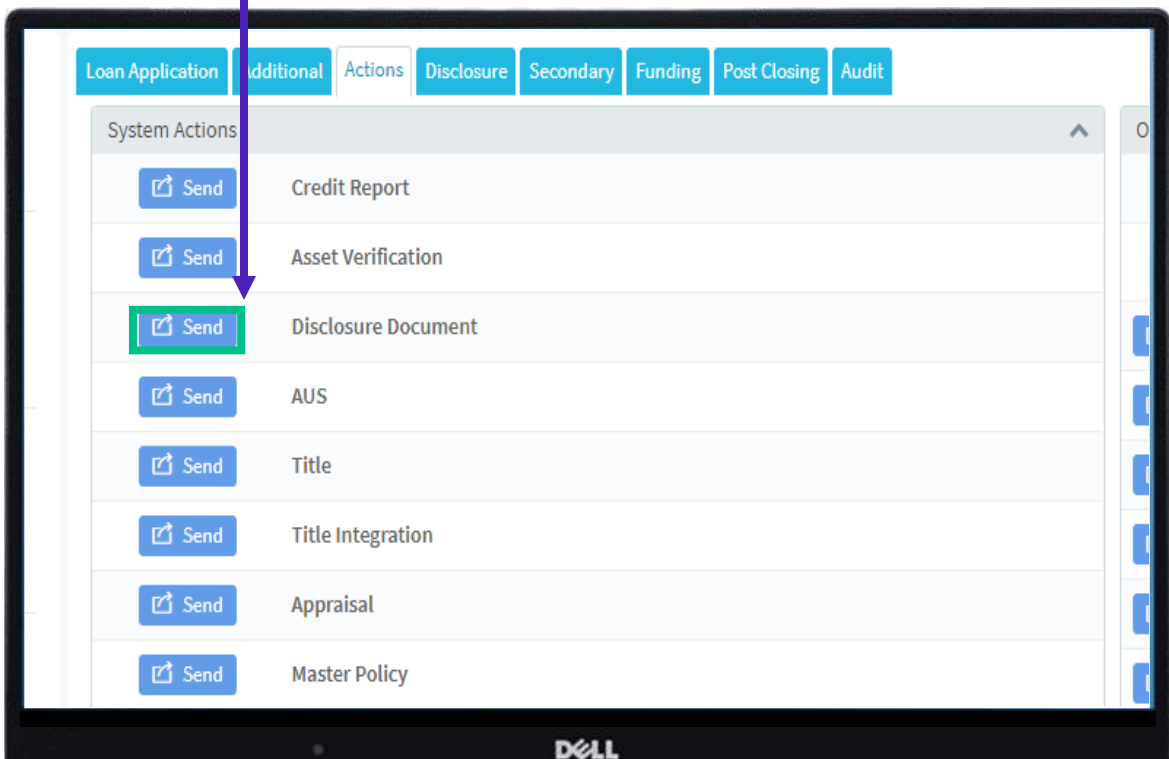 Loan Application Additional Actions Disclosure Secondary Funding Post Closing Audit
System Actions
Send Credit Report
Send Asset Verification
Send Disclosure Document
Send AUS
Send Title
Send Title Integration
Send Appraisal
Send Master Policy
DELL